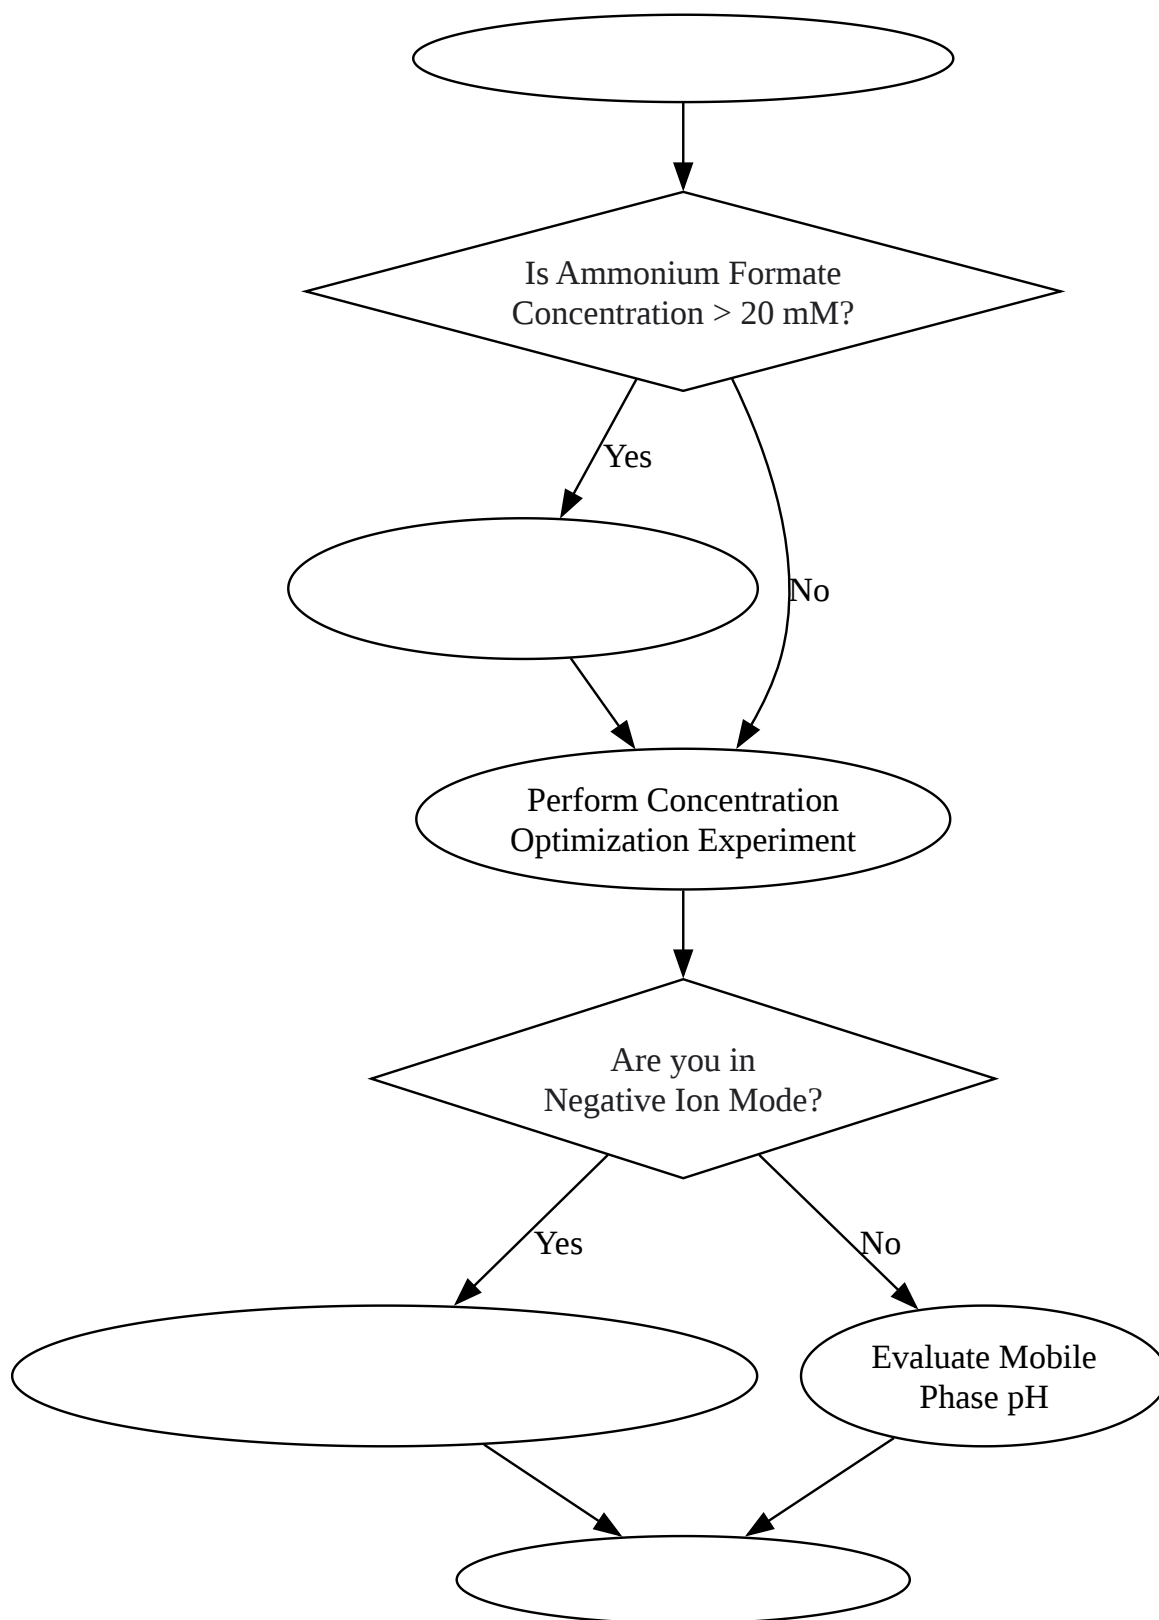 Is Ammonium Formate
Concentration > 20 mM?
Yes
No
Perform Concentration
Optimization Experiment
Are you in
Negative Ion Mode?
Yes
No
Evaluate Mobile
Phase pH